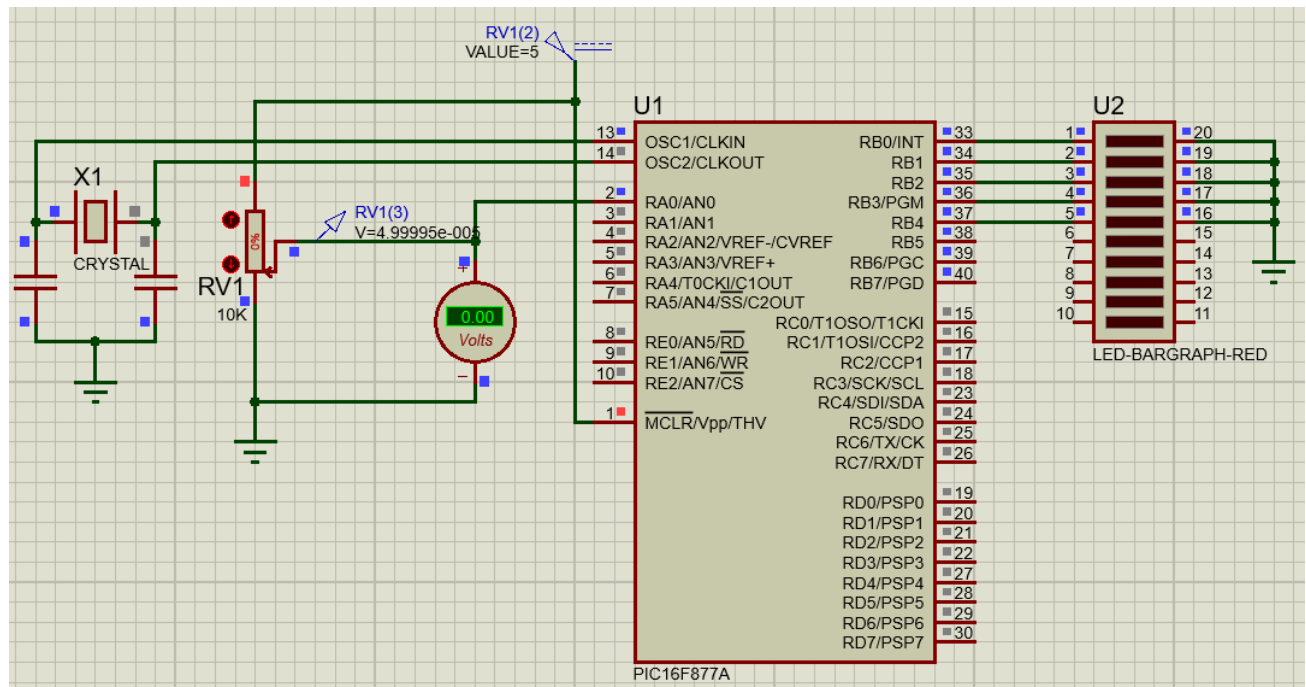 RV1(2)
VALUE=5
X1
CRYSTAL
RV1
10K
0%
RV1(3)
V=4.99995e-005
+
0.00
Volts
−
U1
13 OSC1/CLKIN
14 OSC2/CLKOUT
2 RA0/AN0
3 RA1/AN1
4 RA2/AN2/VREF-/CVREF
5 RA3/AN3/VREF+
6 RA4/T0CKI/C1OUT
7 RA5/AN4/SS/C2OUT
8 RE0/AN5/RD
9 RE1/AN6/WR
10 RE2/AN7/CS
1 MCLR/Vpp/THV
RB0/INT 33
RB1 34
RB2 35
RB3/PGM 36
RB4 37
RB5 38
RB6/PGC 39
RB7/PGD 40
RC0/T1OSO/T1CKI 15
RC1/T1OSI/CCP2 16
RC2/CCP1 17
RC3/SCK/SCL 18
RC4/SDI/SDA 23
RC5/SDO 24
RC6/TX/CK 25
RC7/RX/DT 26
RD0/PSP0 19
RD1/PSP1 20
RD2/PSP2 21
RD3/PSP3 22
RD4/PSP4 27
RD5/PSP5 28
RD6/PSP6 29
RD7/PSP7 30
PIC16F877A
U2
1 20
2 19
3 18
4 17
5 16
6 15
7 14
8 13
9 12
10 11
LED-BARGRAPH-RED